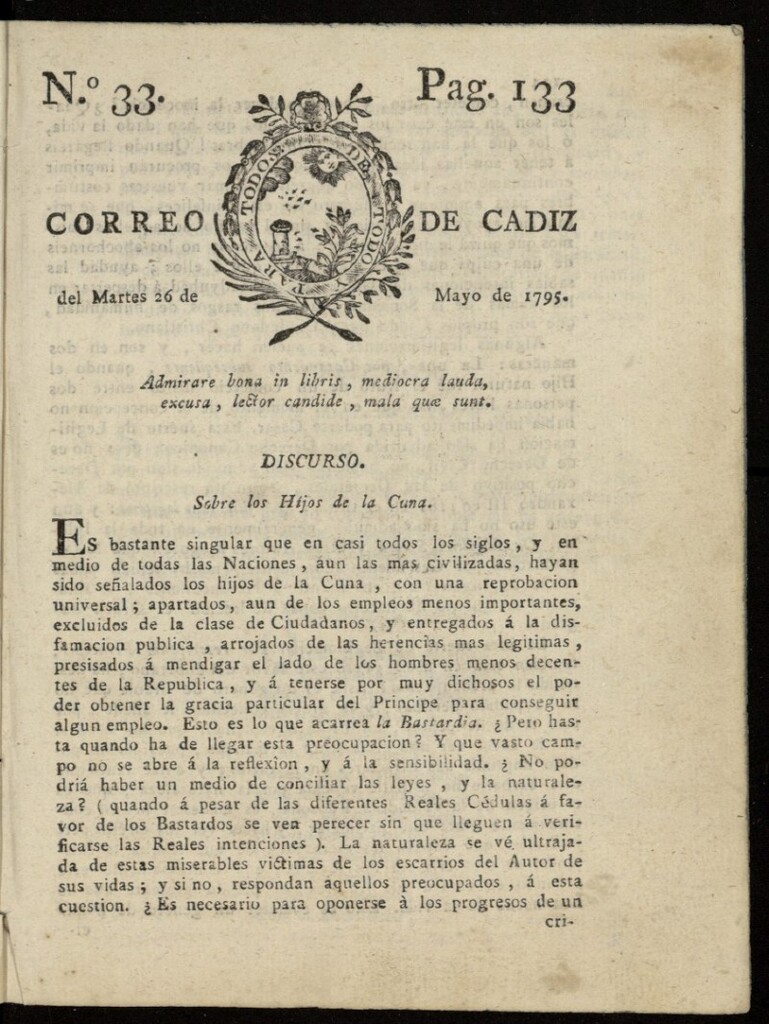 N.º 33.
Pag. 133
PARA TODOS DE TODO Y
CORREO DE CADIZ
del Martes 26 de Mayo de 1795.
Admirare bona in libris, mediocra lauda,
excusa, lector candide, mala quæ sunt.
DISCURSO.
Sobre los Hijos de la Cuna.
Es bastante singular que en casi todos los siglos, y en
medio de todas las Naciones, aun las mas civilizadas, hayan
sido señalados los hijos de la Cuna, con una reprobacion
universal; apartados, aun de los empleos menos importantes,
excluidos de la clase de Ciudadanos, y entregados á la dis-
famacion publica, arrojados de las herencias mas legitimas,
presisados á mendigar el lado de los hombres menos decen-
tes de la Republica, y á tenerse por muy dichosos el po-
der obtener la gracia particular del Principe para conseguir
algun empleo. Esto es lo que acarrea la Bastardia. ¿Pero has-
ta quando ha de llegar esta preocupacion? Y que vasto cam-
po no se abre á la reflexîon, y á la sensibilidad. ¿No po-
driá haber un medio de conciliar las leyes, y la naturale-
za? (quando á pesar de las diferentes Reales Cédulas á fa-
vor de los Bastardos se ven perecer sin que lleguen á veri-
ficarse las Reales intenciones). La naturaleza se vé ultraja-
da de estas miserables victimas de los escarrios del Autor de
sus vidas; y si no, respondan aquellos preocupados, á esta
cuestion. ¿Es necesario para oponerse à los progresos de un
cri-